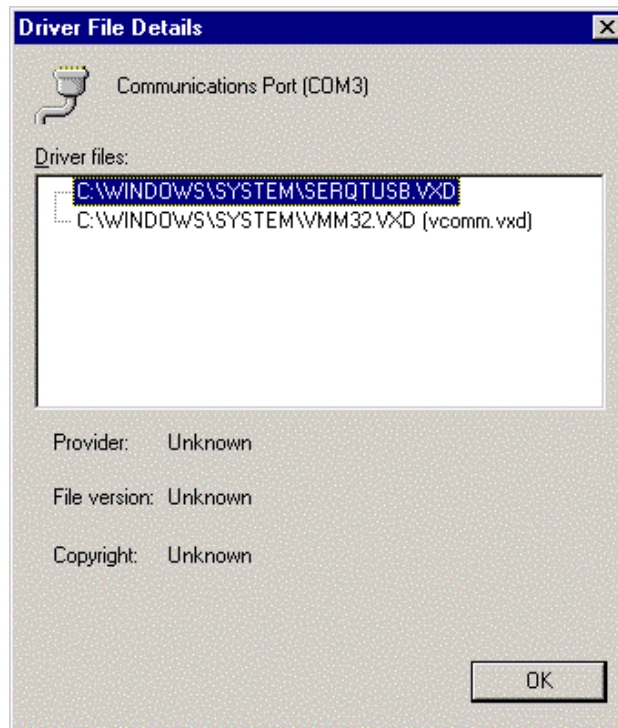 Driver File Details
Communications Port (COM3)
Driver files:
C:\WINDOWS\SYSTEM\SERQTUSB.VXD
C:\WINDOWS\SYSTEM\VMM32.VXD (vcomm.vxd)
Provider: Unknown
File version: Unknown
Copyright: Unknown
OK